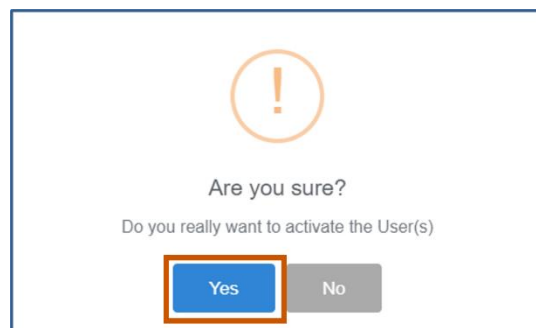 !
Are you sure?
Do you really want to activate the User(s)
Yes No